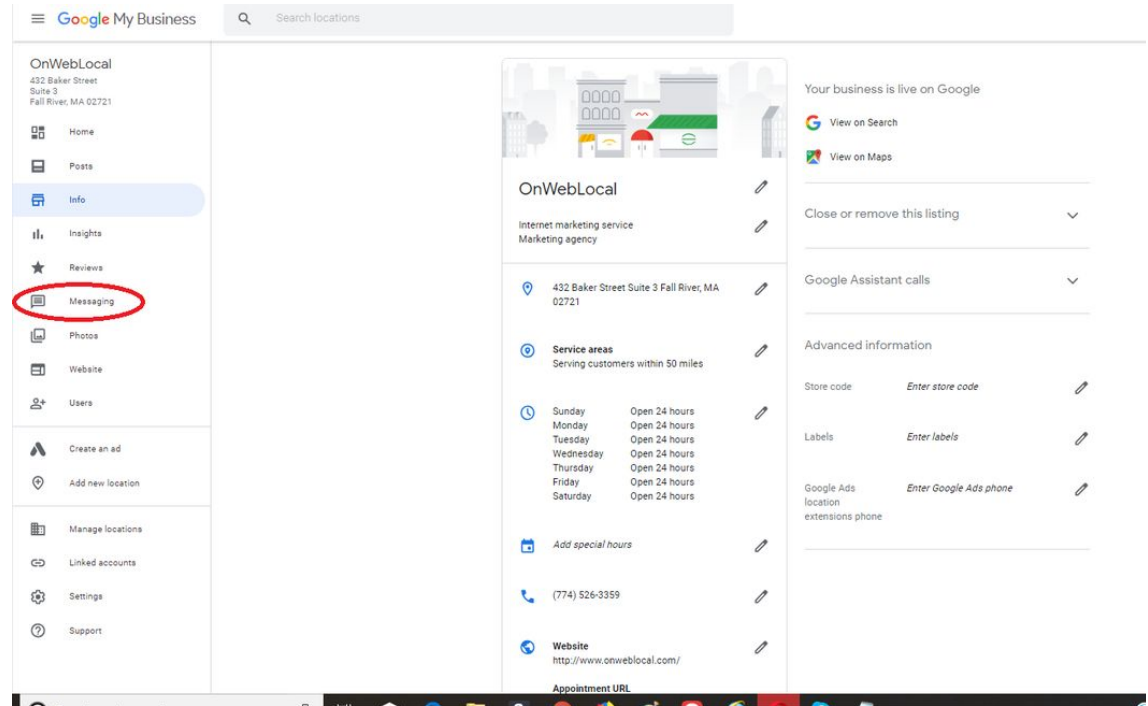 Google My Business
Search locations
OnWebLocal
432 Baker Street
Suite 3
Fall River, MA 02721
Home
Posts
Info
Insights
Reviews
Messaging
Photos
Website
Users
Create an ad
Add new location
Manage locations
Linked accounts
Settings
Support
OnWebLocal
Internet marketing service
Marketing agency
432 Baker Street Suite 3 Fall River, MA
02721
Service areas
Serving customers within 50 miles
Sunday Open 24 hours
Monday Open 24 hours
Tuesday Open 24 hours
Wednesday Open 24 hours
Thursday Open 24 hours
Friday Open 24 hours
Saturday Open 24 hours
Add special hours
(774) 526-3359
Website
http://www.onweblocal.com/
Appointment URL
Your business is live on Google
View on Search
View on Maps
Close or remove this listing
Google Assistant calls
Advanced information
Store code Enter store code
Labels Enter labels
Google Ads Enter Google Ads phone
location
extensions phone